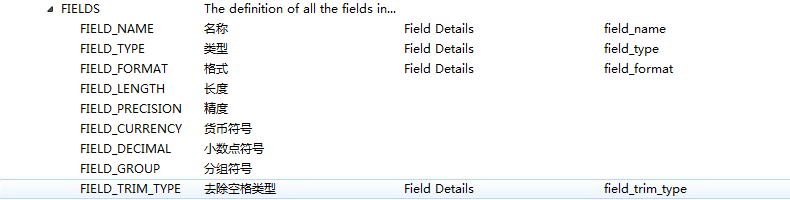 FIELDS The definition of all the fields in...
FIELD_NAME 名称 Field Details field_name
FIELD_TYPE 类型 Field Details field_type
FIELD_FORMAT 格式 Field Details field_format
FIELD_LENGTH 长度
FIELD_PRECISION 精度
FIELD_CURRENCY 货币符号
FIELD_DECIMAL 小数点符号
FIELD_GROUP 分组符号
FIELD_TRIM_TYPE 去除空格类型 Field Details field_trim_type